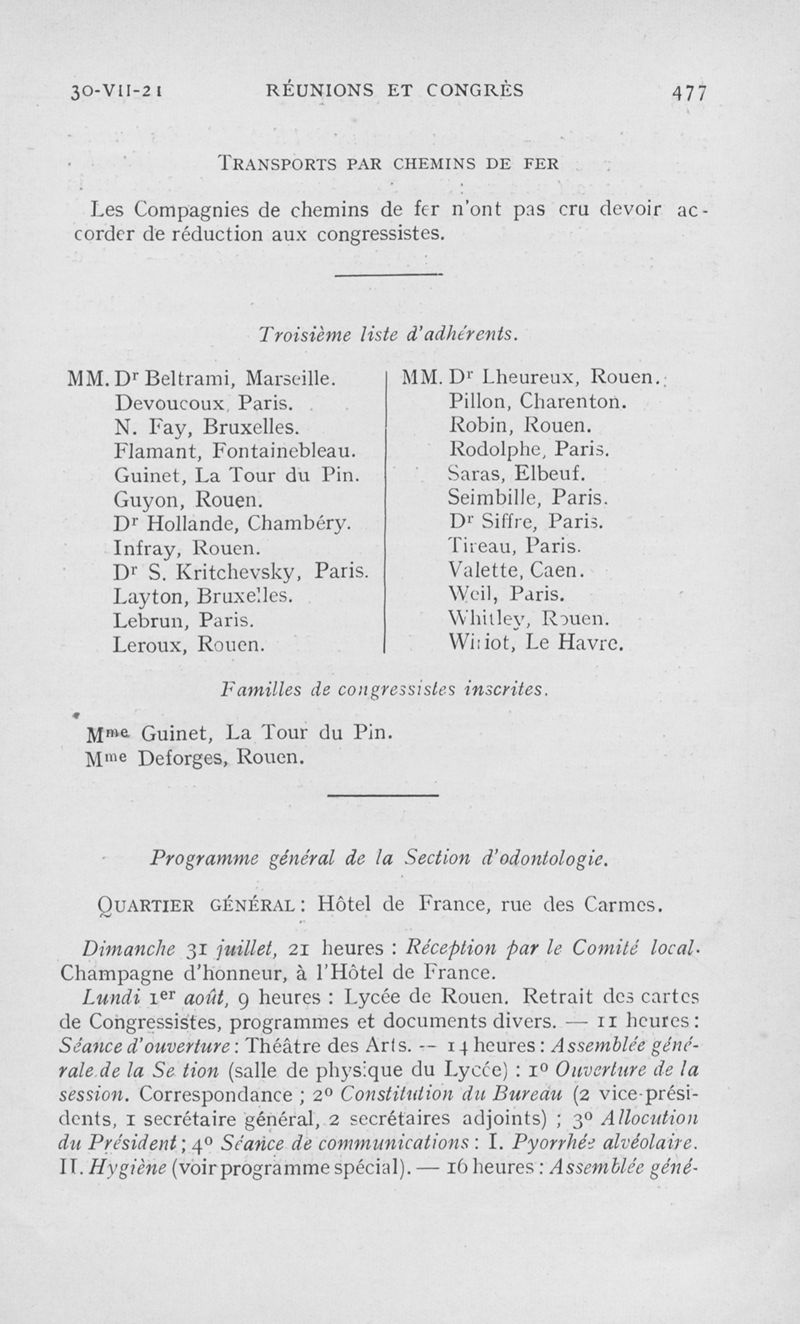 30-VII-21 RÉUNIONS ET CONGRÈS 477
TRANSPORTS PAR CHEMINS DE FER
Les Compagnies de chemins de fer n'ont pas cru devoir ac-
corder de réduction aux congressistes.
Troisième liste d'adhérents.
MM. Dr Beltrami, Marseille.
Devoucoux, Paris.
N. Fay, Bruxelles.
Flamant, Fontainebleau.
Guinet, La Tour du Pin.
Guyon, Rouen.
Dr Hollande, Chambéry.
Infray, Rouen.
Dr S. Kritchevsky, Paris.
Layton, Bruxelles.
Lebrun, Paris.
Leroux, Rouen.
MM. Dr Lheureux, Rouen.
Pillon, Charenton.
Robin, Rouen.
Rodolphe, Paris.
Saras, Elbeuf.
Seimbille, Paris.
Dr Siffre, Paris.
Tireau, Paris.
Valette, Caen.
Weil, Paris.
Whitley, Rouen.
Le Havre.
Familles de congressistes inscrites.
Mme Guinet, La Tour du Pin.
Mme Deforges, Rouen.
Programme général de la Section d'odontologie.
QUARTIER GÉNÉRAL : Hôtel de France, rue des Carmes.
Dimanche 31 juillet, 21 heures : Réception par le Comité local.
Champagne d'honneur, à l'Hôtel de France.
Lundi 1er août, 9 heures : Lycée de Rouen. Retrait des cartes
de Congressistes, programmes et documents divers. — 11 heures :
Séance d'ouverture : Théâtre des Arts. -- 14 heures : Assemblée géné-
rale de la Se tion (salle de physique du Lycée) : 1o Ouverture de la
session. Correspondance ; 2o Constitution du Bureau (2 vice-prési-
dents, 1 secrétaire général, 2 secrétaires adjoints) ; 3o Allocution
du Président ; 4o Séance de communications : I. Pyorrhée alvéolaire.
II. Hygiène (voir programme spécial). — 16 heures : Assemblée géné-